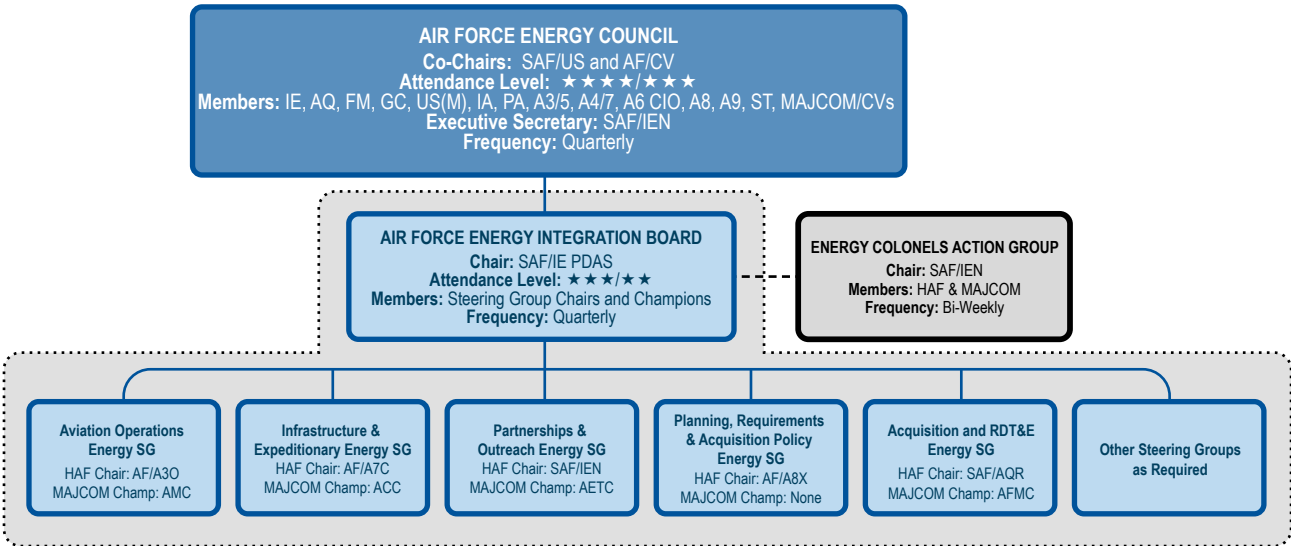 AIR FORCE ENERGY COUNCIL
Co-Chairs: SAF/US and AF/CV
Attendance Level: ★★★★/★★★
Members: IE, AQ, FM, GC, US(M), IA, PA, A3/5, A4/7, A6 CIO, A8, A9, ST, MAJCOM/CVs
Executive Secretary: SAF/IEN
Frequency: Quarterly
AIR FORCE ENERGY INTEGRATION BOARD
Chair: SAF/IE PDAS
Attendance Level: ★★★/★★
Members: Steering Group Chairs and Champions
Frequency: Quarterly
ENERGY COLONELS ACTION GROUP
Chair: SAF/IEN
Members: HAF & MAJCOM
Frequency: Bi-Weekly
Aviation Operations
Energy SG
HAF Chair: AF/A3O
MAJCOM Champ: AMC
Infrastructure &
Expeditionary Energy SG
HAF Chair: AF/A7C
MAJCOM Champ: ACC
Partnerships &
Outreach Energy SG
HAF Chair: SAF/IEN
MAJCOM Champ: AETC
Planning, Requirements
& Acquisition Policy
Energy SG
HAF Chair: AF/A8X
MAJCOM Champ: None
Acquisition and RDT&E
Energy SG
HAF Chair: SAF/AQR
MAJCOM Champ: AFMC
Other Steering Groups
as Required